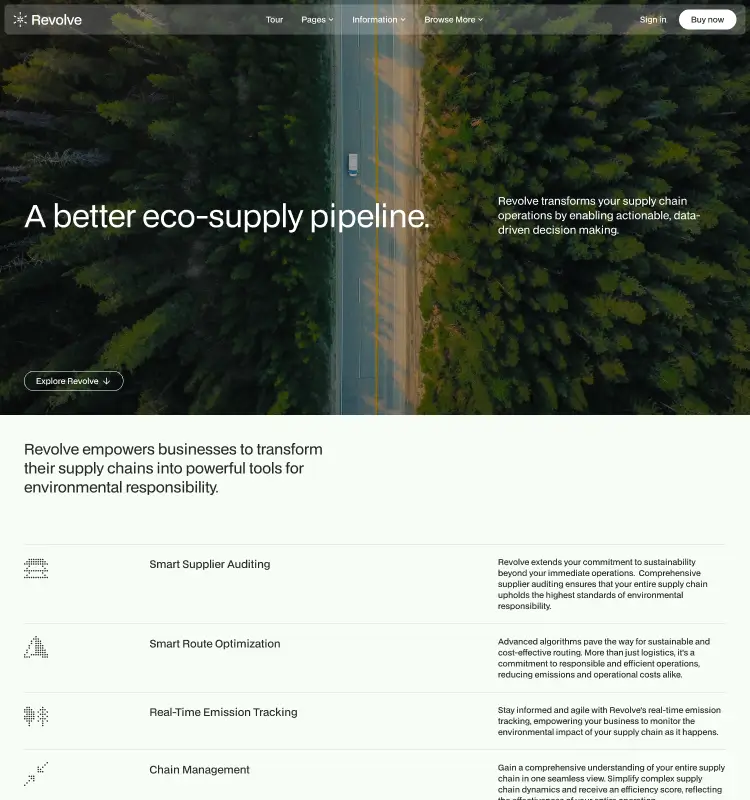 Revolve
Tour
Pages
Information
Browse More
Sign in
Buy now
A better eco-supply pipeline.
Revolve transforms your supply chain
operations by enabling actionable, data-
driven decision making.
Explore Revolve
Revolve empowers businesses to transform
their supply chains into powerful tools for
environmental responsibility.
Smart Supplier Auditing
Revolve extends your commitment to sustainability
beyond your immediate operations. Comprehensive
supplier auditing ensures that your entire supply chain
upholds the highest standards of environmental
responsibility.
Smart Route Optimization
Advanced algorithms pave the way for sustainable and
cost-effective routing. More than just logistics, it's a
commitment to responsible and efficient operations,
reducing emissions and operational costs alike.
Real-Time Emission Tracking
Stay informed and agile with Revolve's real-time emission
tracking, empowering your business to monitor the
environmental impact of your supply chain as it happens.
Chain Management
Gain a comprehensive understanding of your entire supply
chain in one seamless view. Simplify complex supply
chain dynamics and receive an efficiency score, reflecting
the effectiveness of your entire operation.